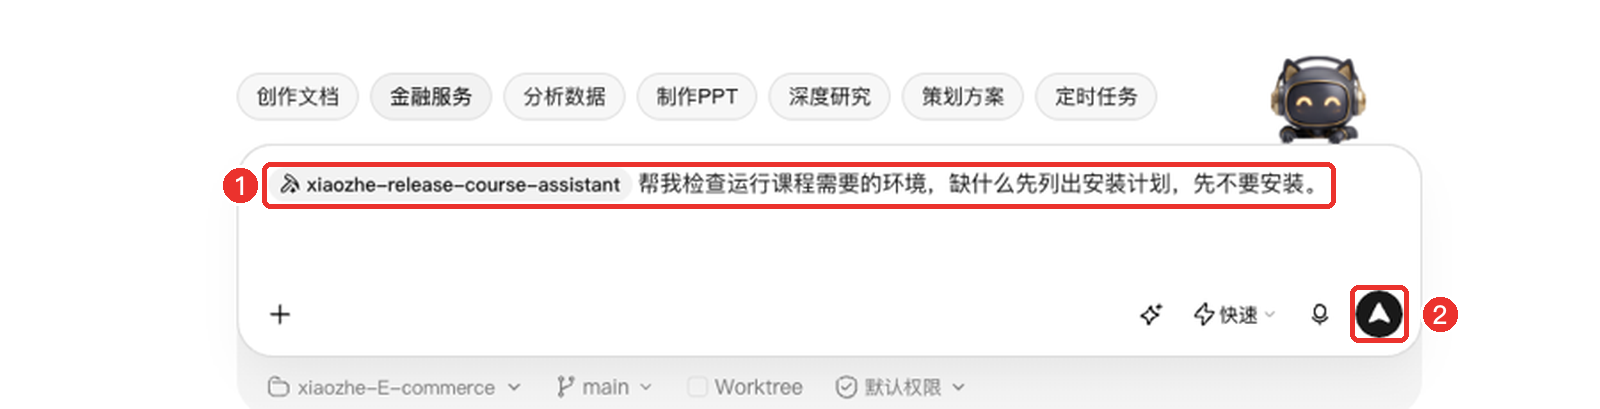 创作文档 金融服务 分析数据 制作PPT 深度研究 策划方案 定时任务
1 xiaozhe-release-course-assistant 帮我检查运行课程需要的环境，缺什么先列出安装计划，先不要安装。
快速 2
xiaozhe-E-commerce main Worktree 默认权限